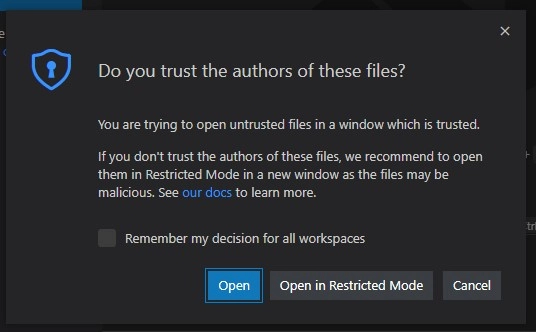 Do you trust the authors of these files?
You are trying to open untrusted files in a window which is trusted.
If you don't trust the authors of these files, we recommend to open
them in Restricted Mode in a new window as the files may be
malicious. See our docs to learn more.
Remember my decision for all workspaces
Open
Open in Restricted Mode
Cancel